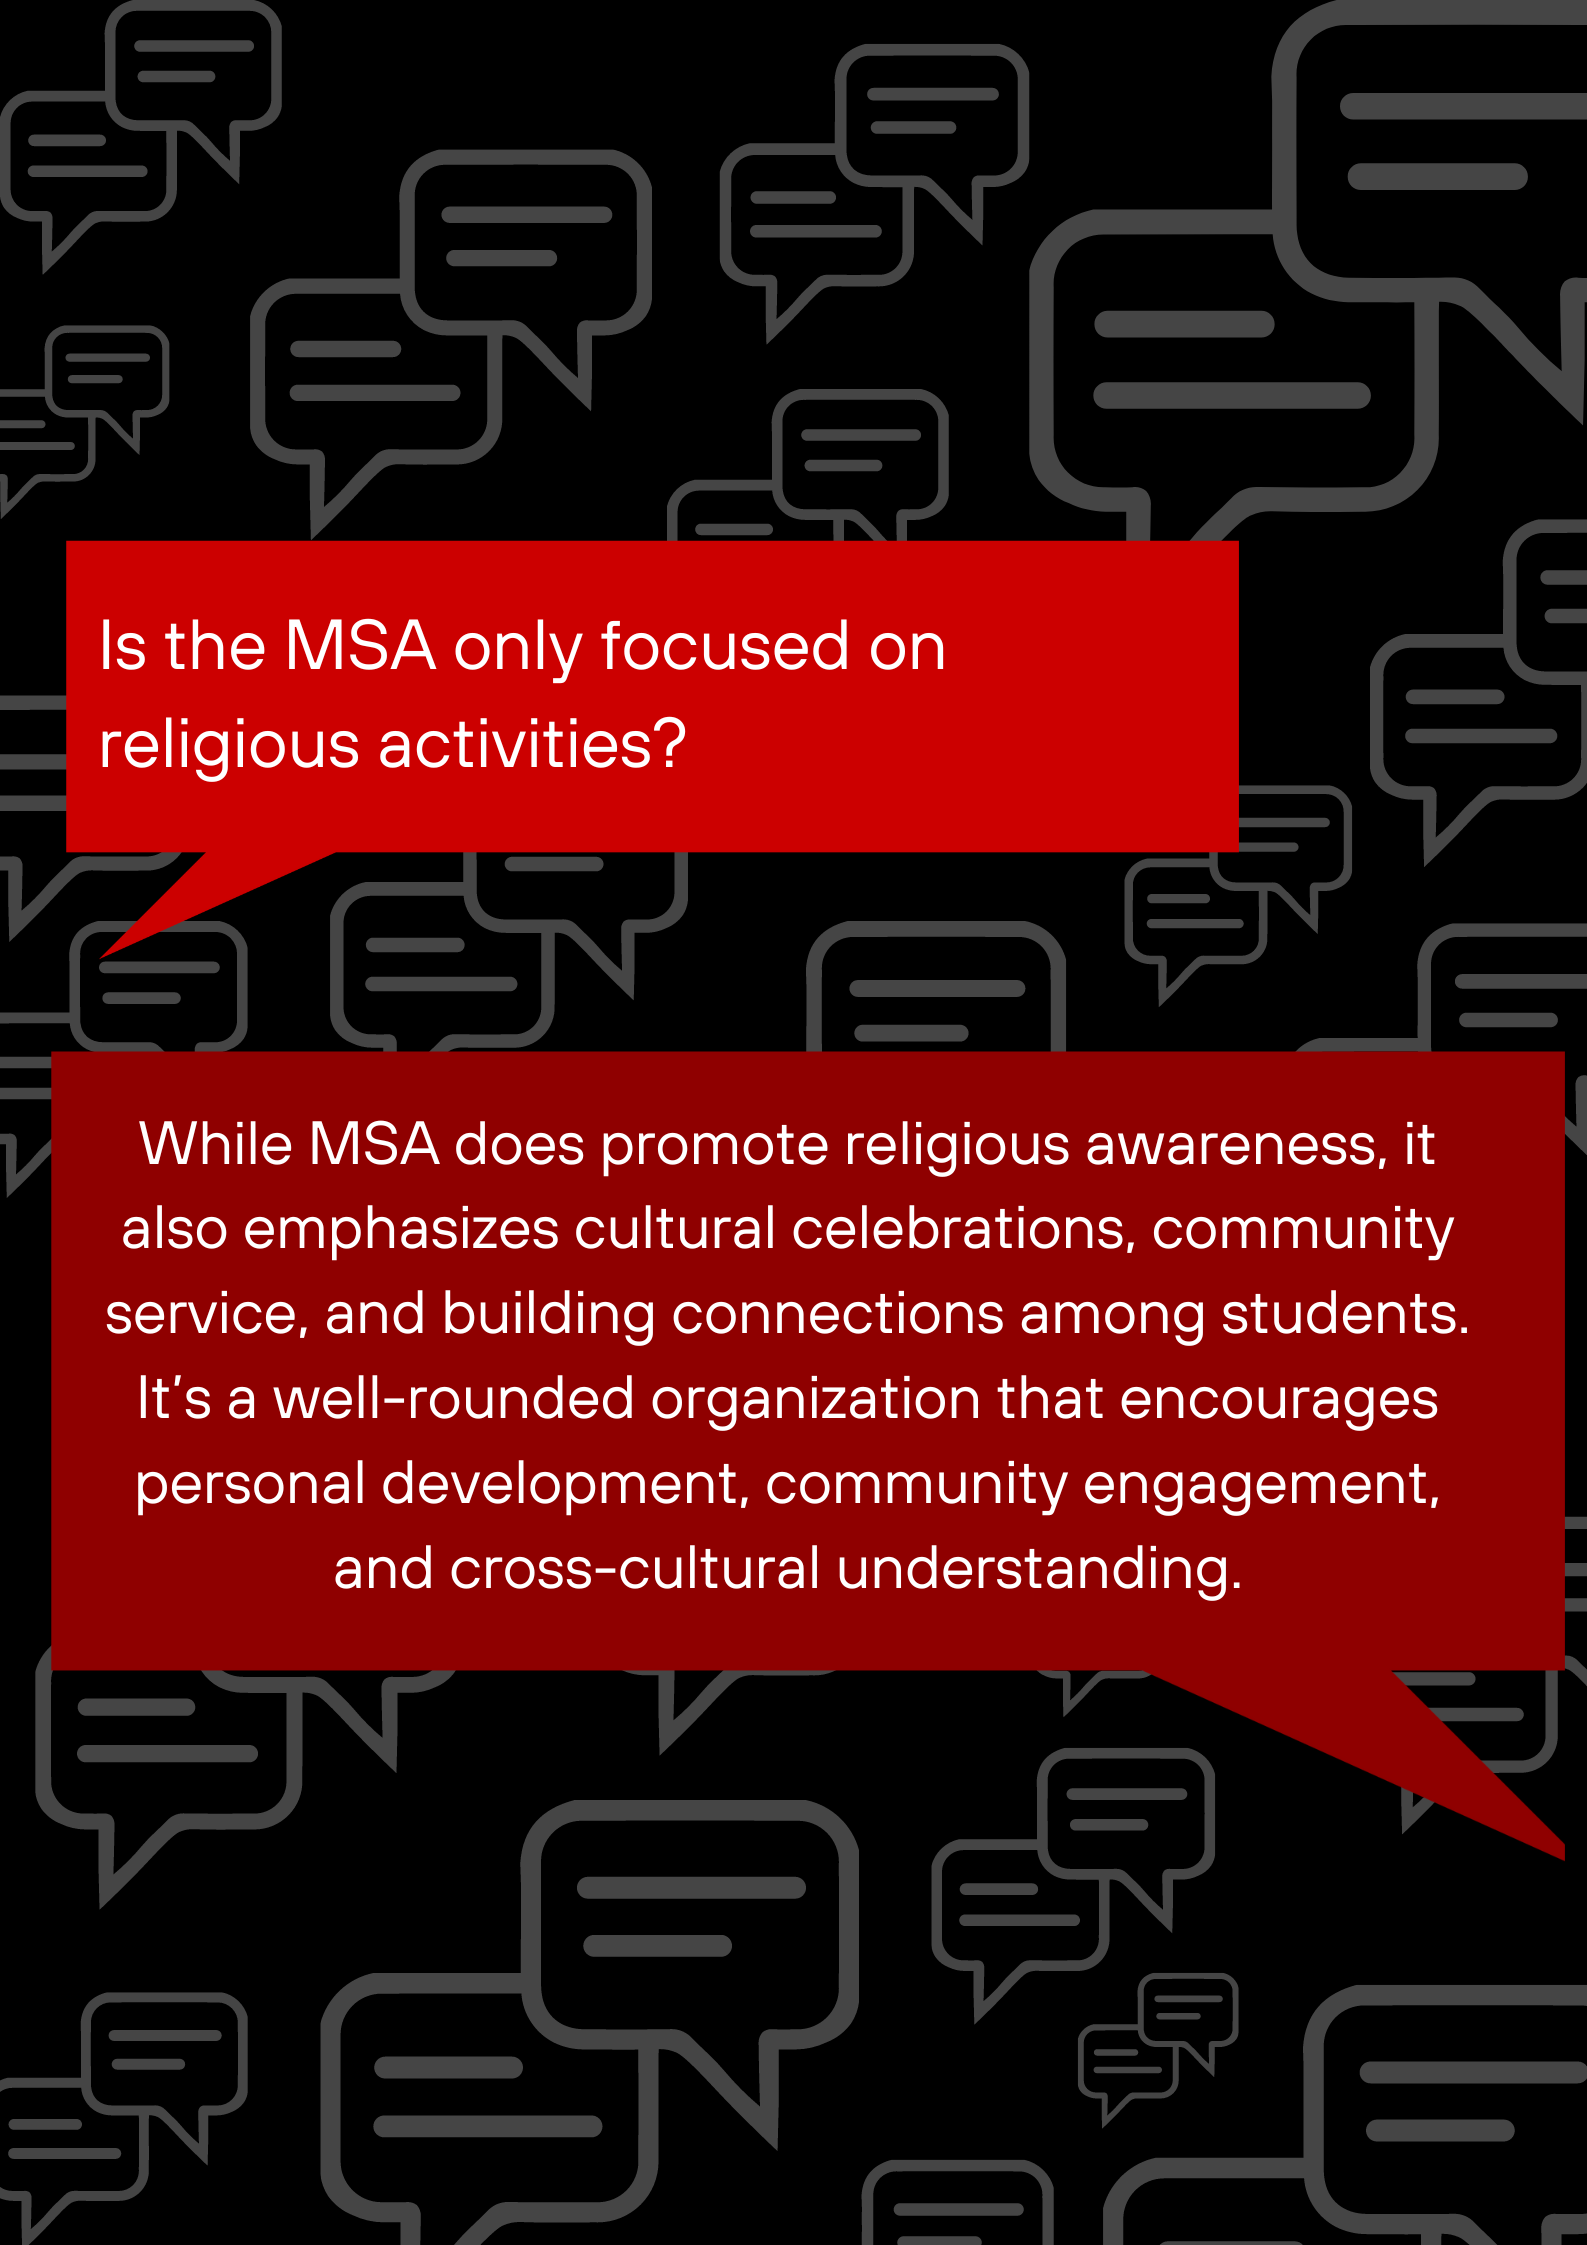 Is the MSA only focused on
religious activities?
While MSA does promote religious awareness, it
also emphasizes cultural celebrations, community
service, and building connections among students.
It’s a well-rounded organization that encourages
personal development, community engagement,
and cross-cultural understanding.